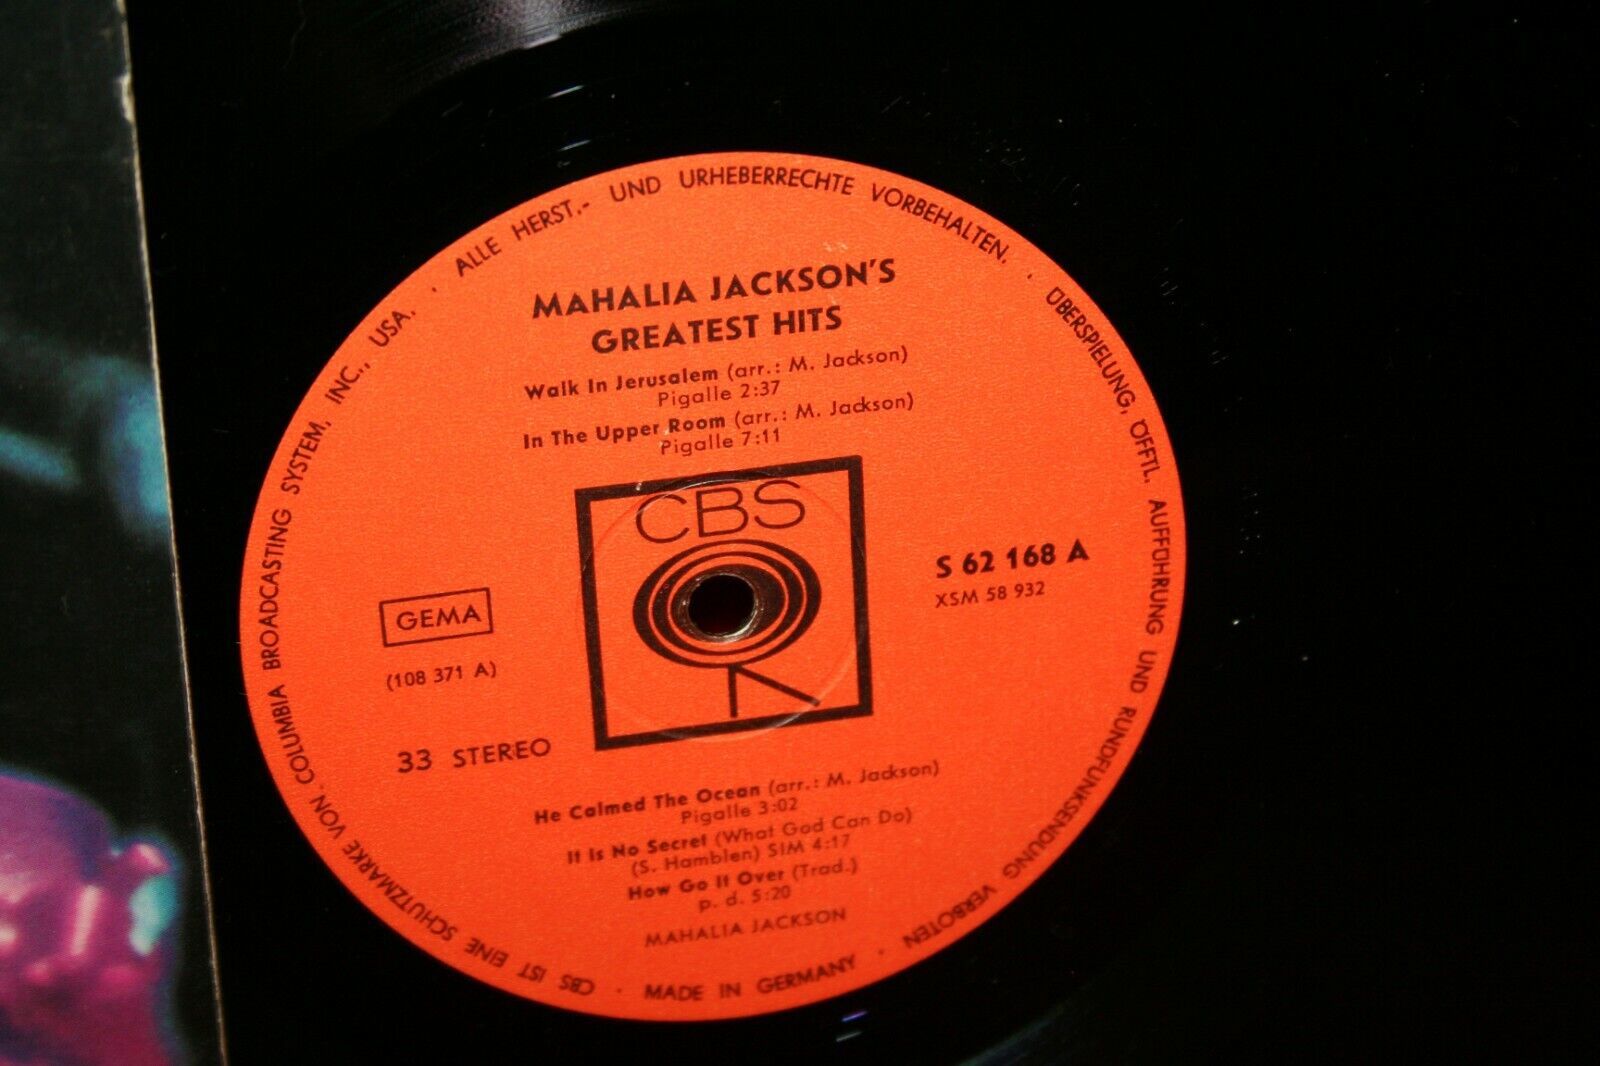 MAHALIA JACKSON'S
GREATEST HITS
Walk In Jerusalem (arr.: M. Jackson)
Pigalle 2:37
In The Upper Room (arr.: M. Jackson)
Pigalle 7:11
CBS
GEMA
(108 371 A)
33 STEREO
S 62 168 A
XSM 58 932
He Calmed The Ocean (arr.: M. Jackson)
Pigalle 3:02
It Is No Secret (What God Can Do)
(S. Hamblen) SIM 4:17
How Go It Over (Trad.)
p. d. 5:20
MAHALIA JACKSON
ALLE HERST.- UND URHEBERRECHTE VORBEHALTEN. · ÜBERSPIELUNG, ÖFFTL. AUFFÜHRUNG UND RUNDFUNKSENDUNG VERBOTEN · MADE IN GERMANY · CBS IST EINE SCHUTZMARKE VON COLUMBIA BROADCASTING SYSTEM, INC., USA. ·